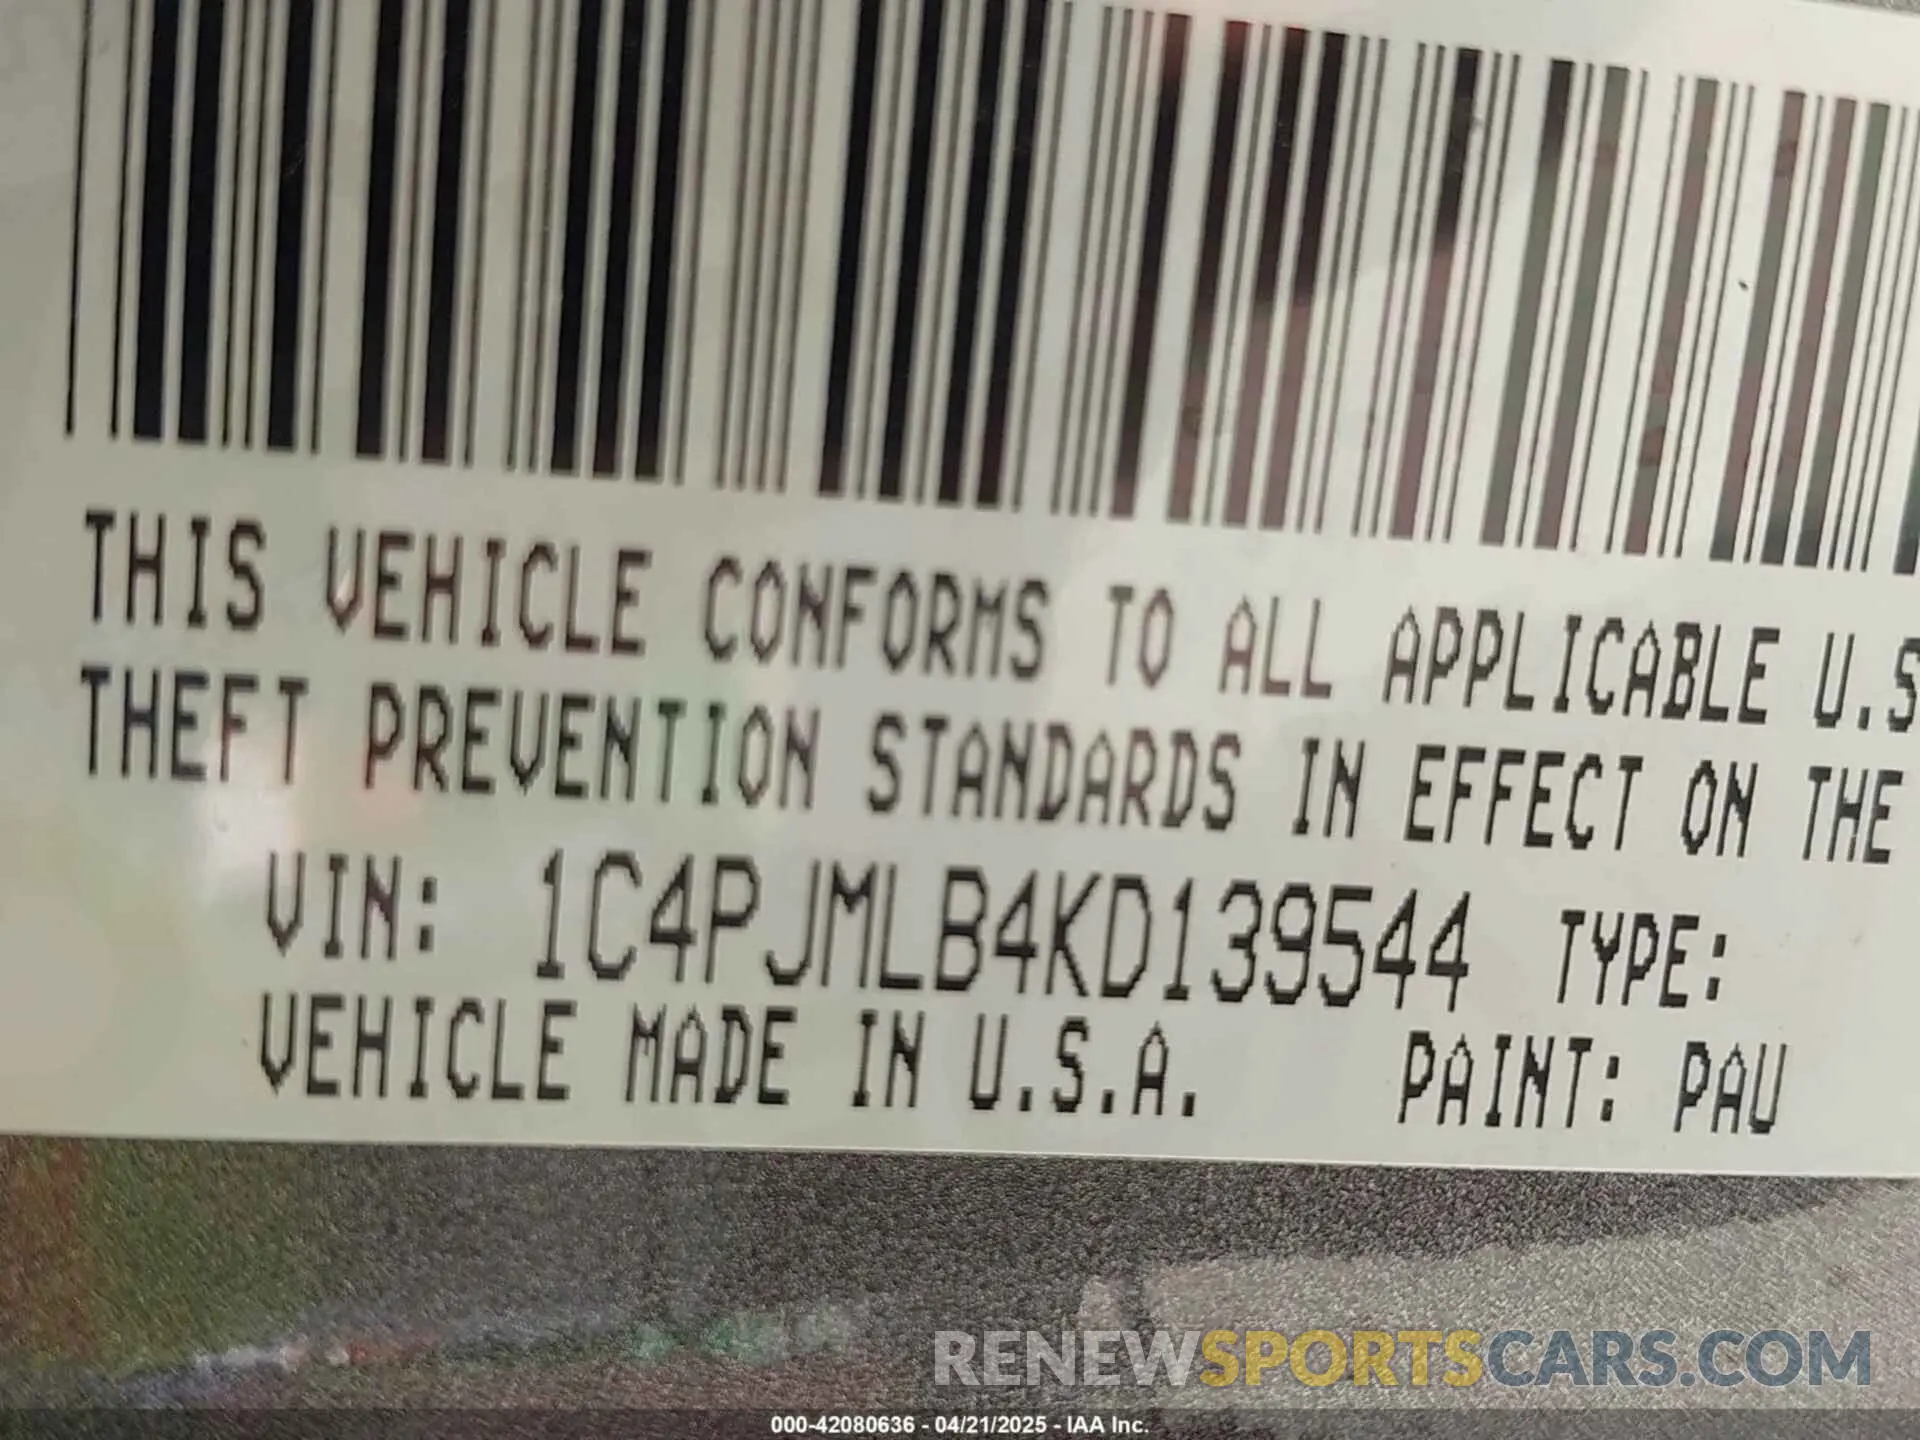 THIS VEHICLE CONFORMS TO ALL APPLICABLE U.S
THEFT PREVENTION STANDARDS IN EFFECT ON THE
VIN: 1C4PJMLB4KD139544 TYPE:
VEHICLE MADE IN U.S.A. PAINT: PAU
RENEWSPORTSCARS.COM
000-42080636 - 04/21/2025 - IAA Inc.